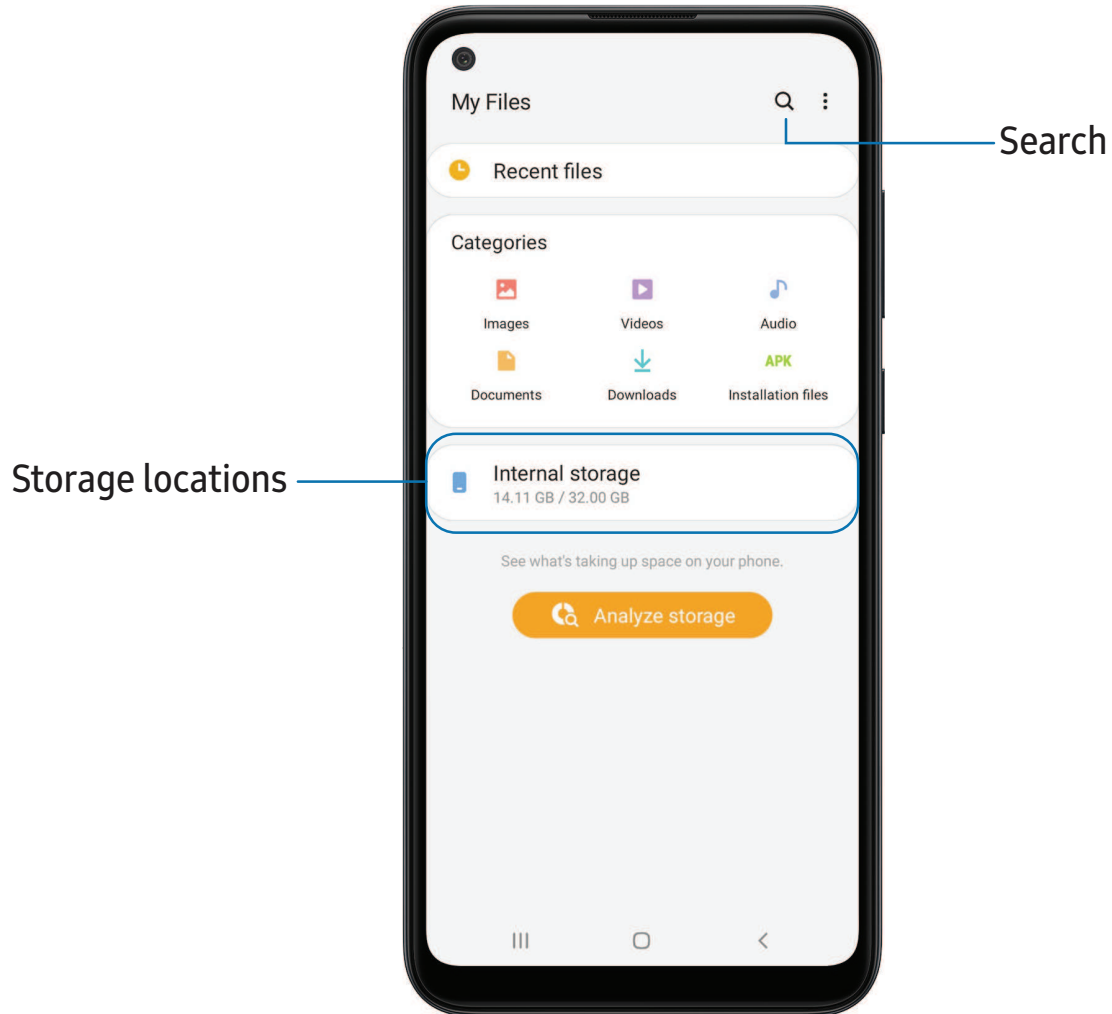 My Files
Search
Recent files
Categories
Images Videos Audio
APK
Documents Downloads Installation files
Storage locations
Internal storage
14.11 GB / 32.00 GB
See what's taking up space on your phone.
Analyze storage